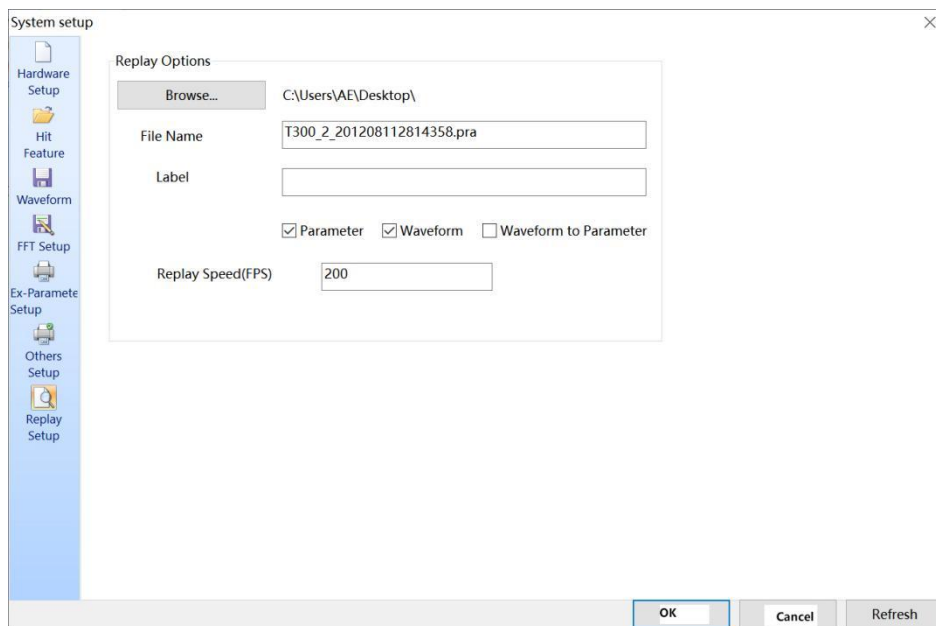 System setup
Hardware
Setup
Hit
Feature
Waveform
FFT Setup
Ex-Paramete
Setup
Others
Setup
Replay
Setup
Replay Options
Browse... C:\Users\AE\Desktop\
File Name T300_2_201208112814358.pra
Label
Parameter Waveform Waveform to Parameter
Replay Speed(FPS) 200
OK Cancel Refresh